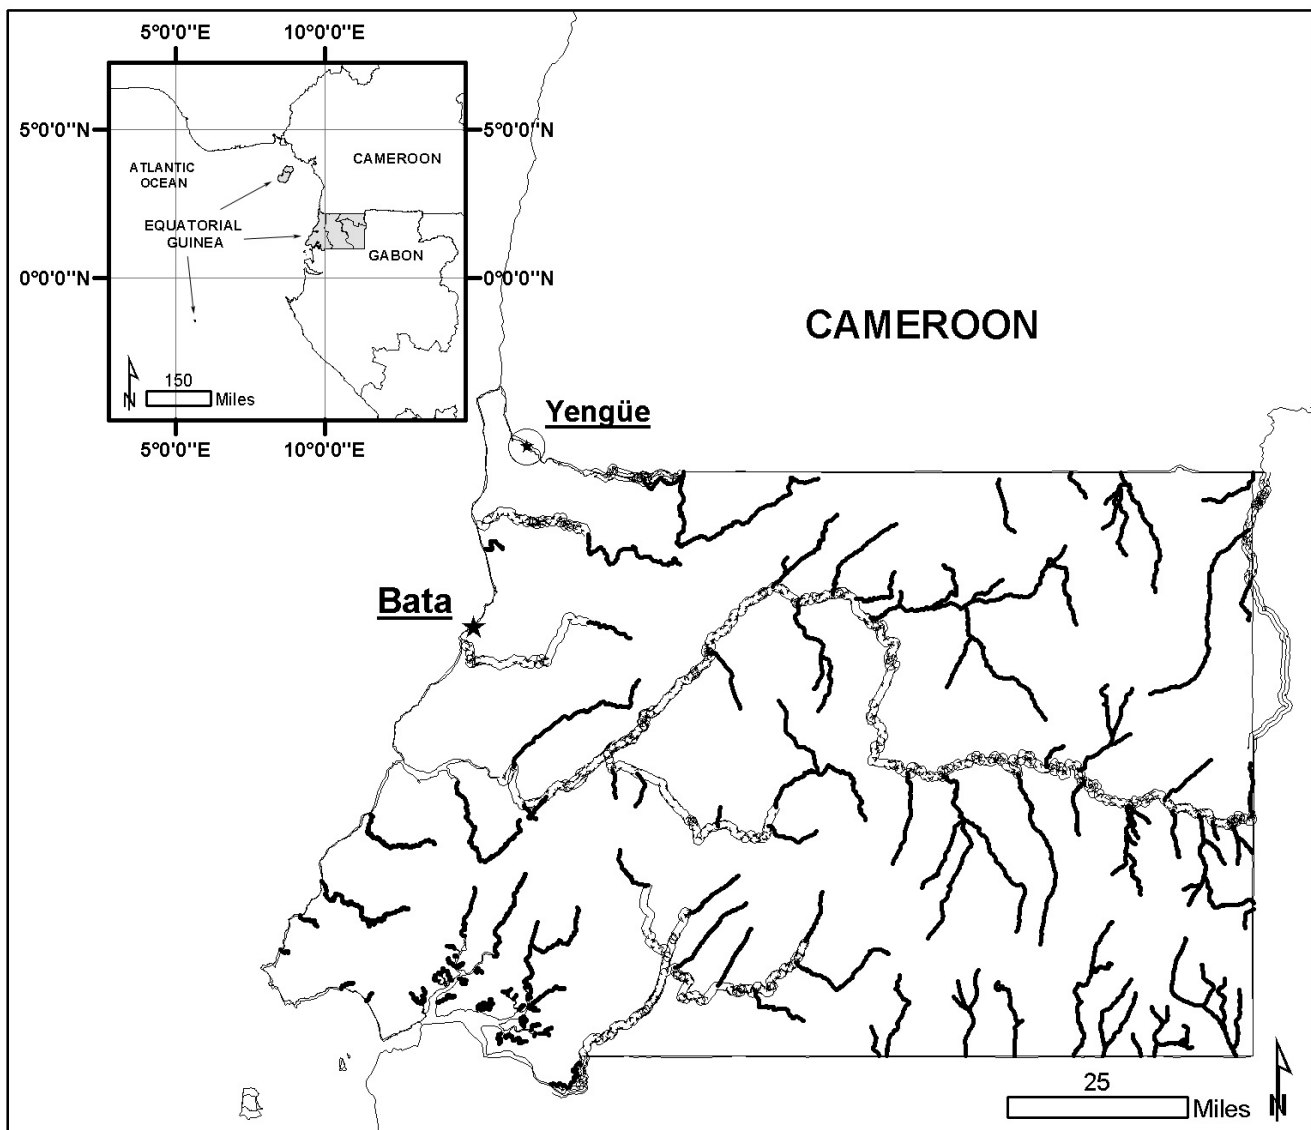 5°0'0"E
10°0'0"E
5°0'0"N
5°0'0"N
ATLANTIC
OCEAN
CAMEROON
EQUATORIAL
GUINEA
GABON
0°0'0"N
0°0'0"N
150
N
Miles
5°0'0"E
10°0'0"E
CAMEROON
Yengüe
Bata
25
Miles
N